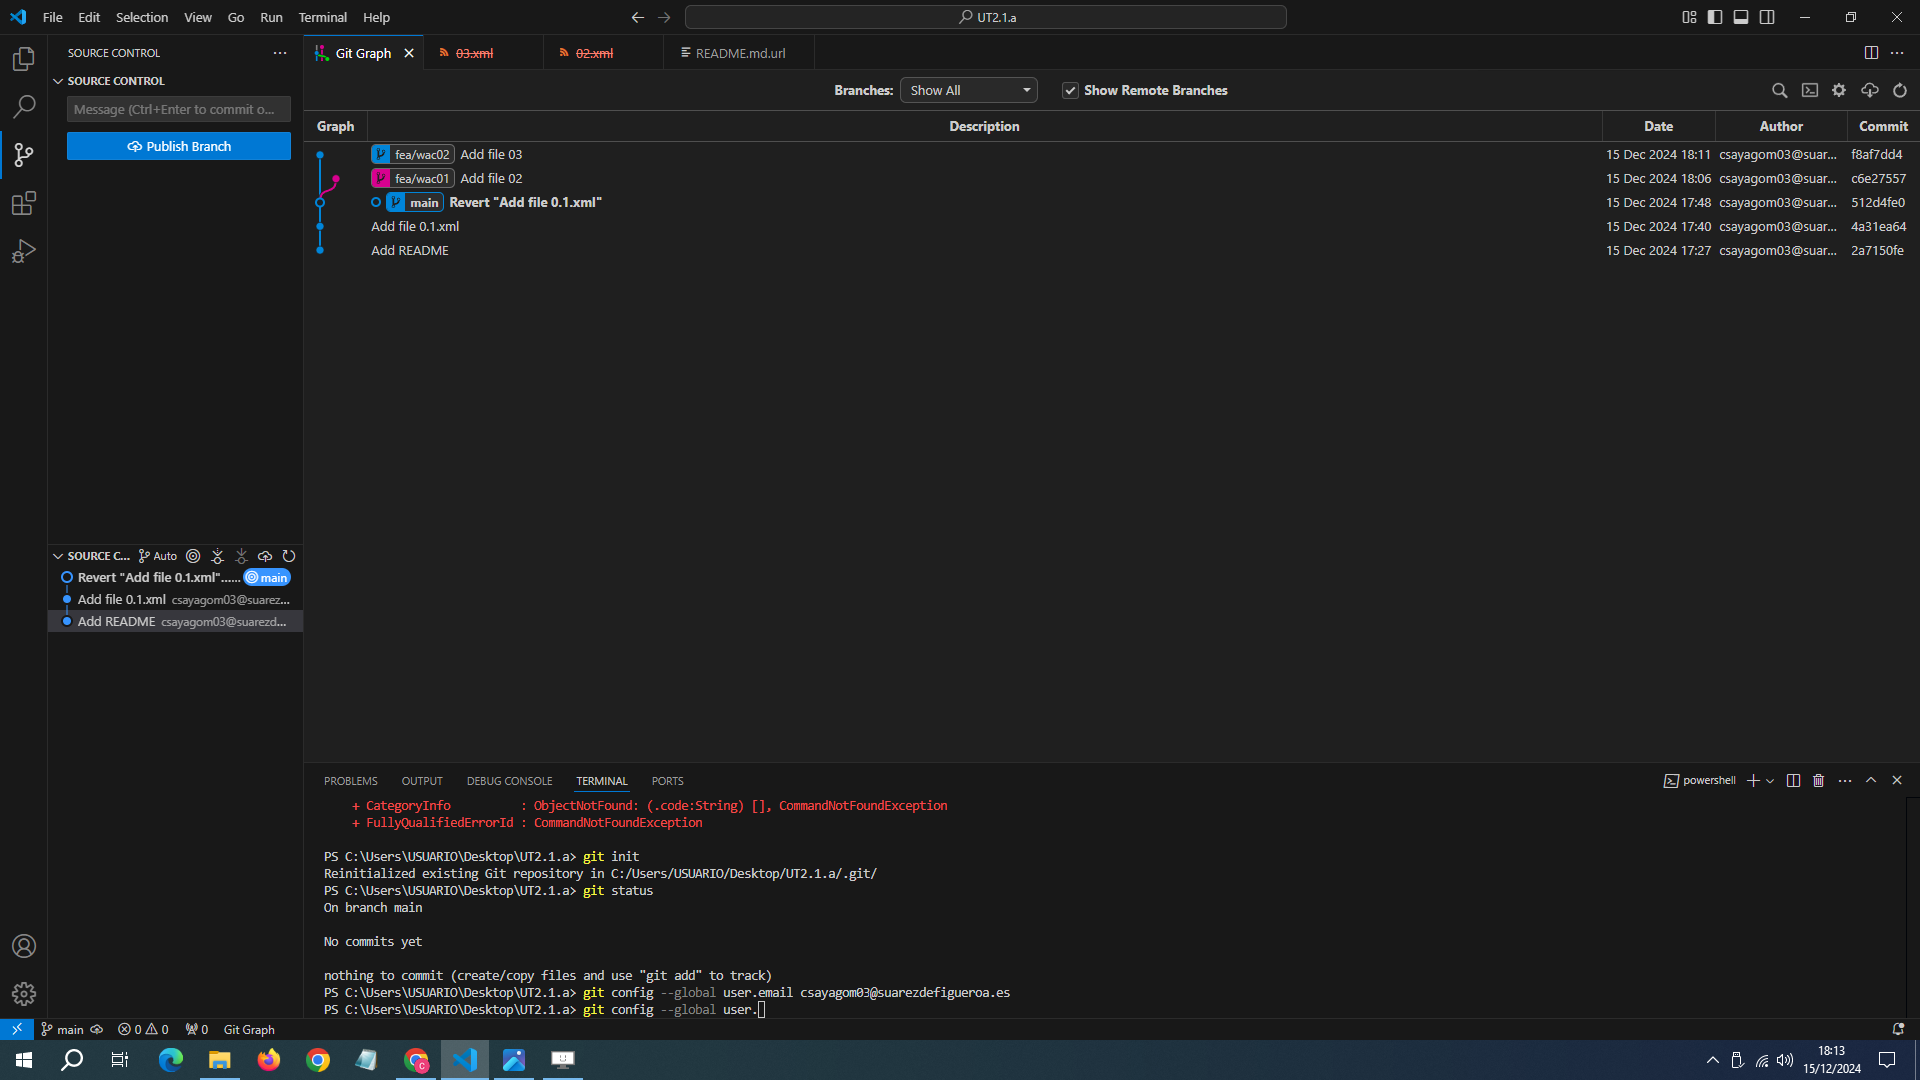 File Edit Selection View Go Run Terminal Help
UT2.1.a
SOURCE CONTROL
Git Graph
03.xml
02.xml
README.md.url
SOURCE CONTROL
Message (Ctrl+Enter to commit o...
Publish Branch
Branches: Show All Show Remote Branches
Graph Description Date Author Commit
fea/wac02 Add file 03 15 Dec 2024 18:11 csayagom03@suar... f8af7dd4
fea/wac01 Add file 02 15 Dec 2024 18:06 csayagom03@suar... c6e27557
main Revert "Add file 0.1.xml" 15 Dec 2024 17:48 csayagom03@suar... 512d4fe0
Add file 0.1.xml 15 Dec 2024 17:40 csayagom03@suar... 4a31ea64
Add README 15 Dec 2024 17:27 csayagom03@suar... 2a7150fe
SOURCE C... Auto
Revert "Add file 0.1.xml"...... main
Add file 0.1.xml csayagom03@suarez...
Add README csayagom03@suarezd...
PROBLEMS OUTPUT DEBUG CONSOLE TERMINAL PORTS
powershell
+ CategoryInfo          : ObjectNotFound: (.code:String) [], CommandNotFoundException
+ FullyQualifiedErrorId : CommandNotFoundException
PS C:\Users\USUARIO\Desktop\UT2.1.a> git init
Reinitialized existing Git repository in C:/Users/USUARIO/Desktop/UT2.1.a/.git/
PS C:\Users\USUARIO\Desktop\UT2.1.a> git status
On branch main
No commits yet
nothing to commit (create/copy files and use "git add" to track)
PS C:\Users\USUARIO\Desktop\UT2.1.a> git config --global user.email csayagom03@suarezdefigueroa.es
PS C:\Users\USUARIO\Desktop\UT2.1.a> git config --global user.
main 0 0 0 Git Graph
C
18:13
15/12/2024